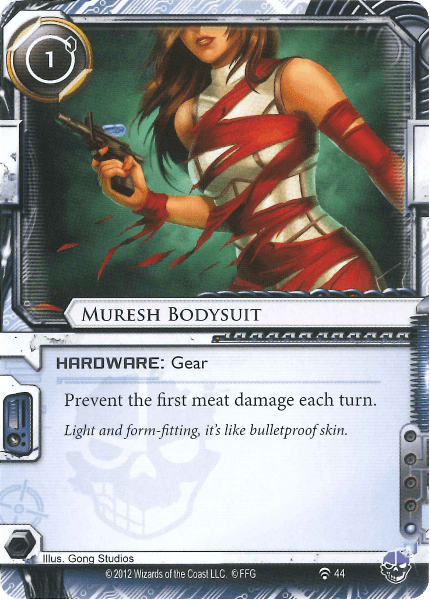 1
MURESH BODYSUIT
HARDWARE: Gear
Prevent the first meat damage each turn.
Light and form-fitting, it's like bulletproof skin.
Illus. Gong Studios
©2012 Wizards of the Coast LLC. ©FFG 44